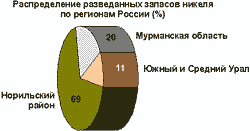 Распределение разведанных запасов никеля
по регионам России (%)
20
Мурманская область
11
Южный и Средний Урал
Норильский
район
69